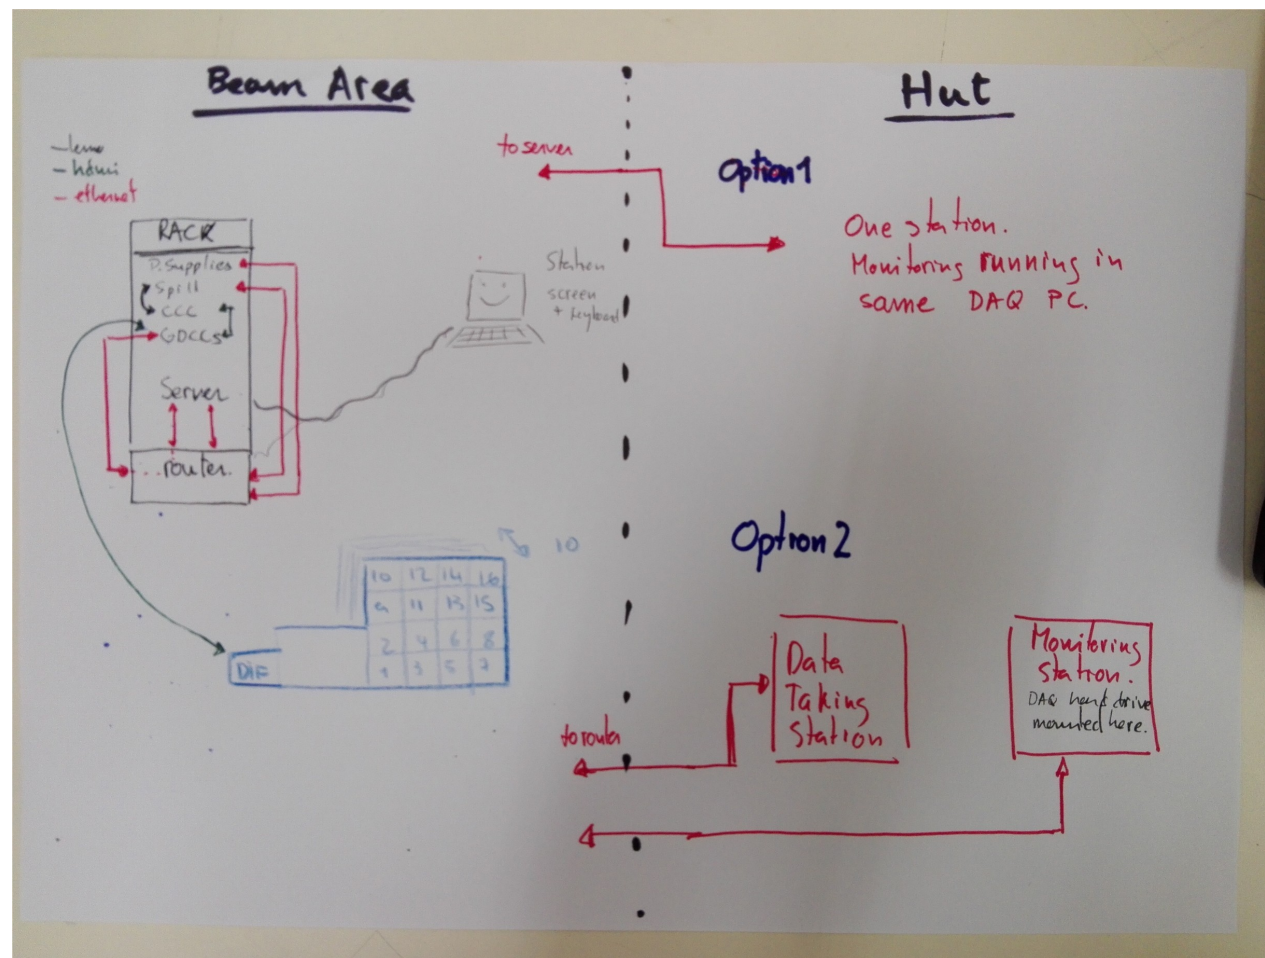 Beam Area
Hut
lemo
hdmi
ethernet
to server
Option 1
One station.
Monitoring running in
same DAQ PC.
RACK
P. Supplies
Spill
CCC
GDCCs
Server
router.
Station
screen
+ keyboard
Option 2
10
10 12 14 16
9 11 13 15
2 4 6 8
1 3 5 7
DIF
Data
Taking
Station
Monitoring
Station.
DAQ hard drive
mounted here.
to router